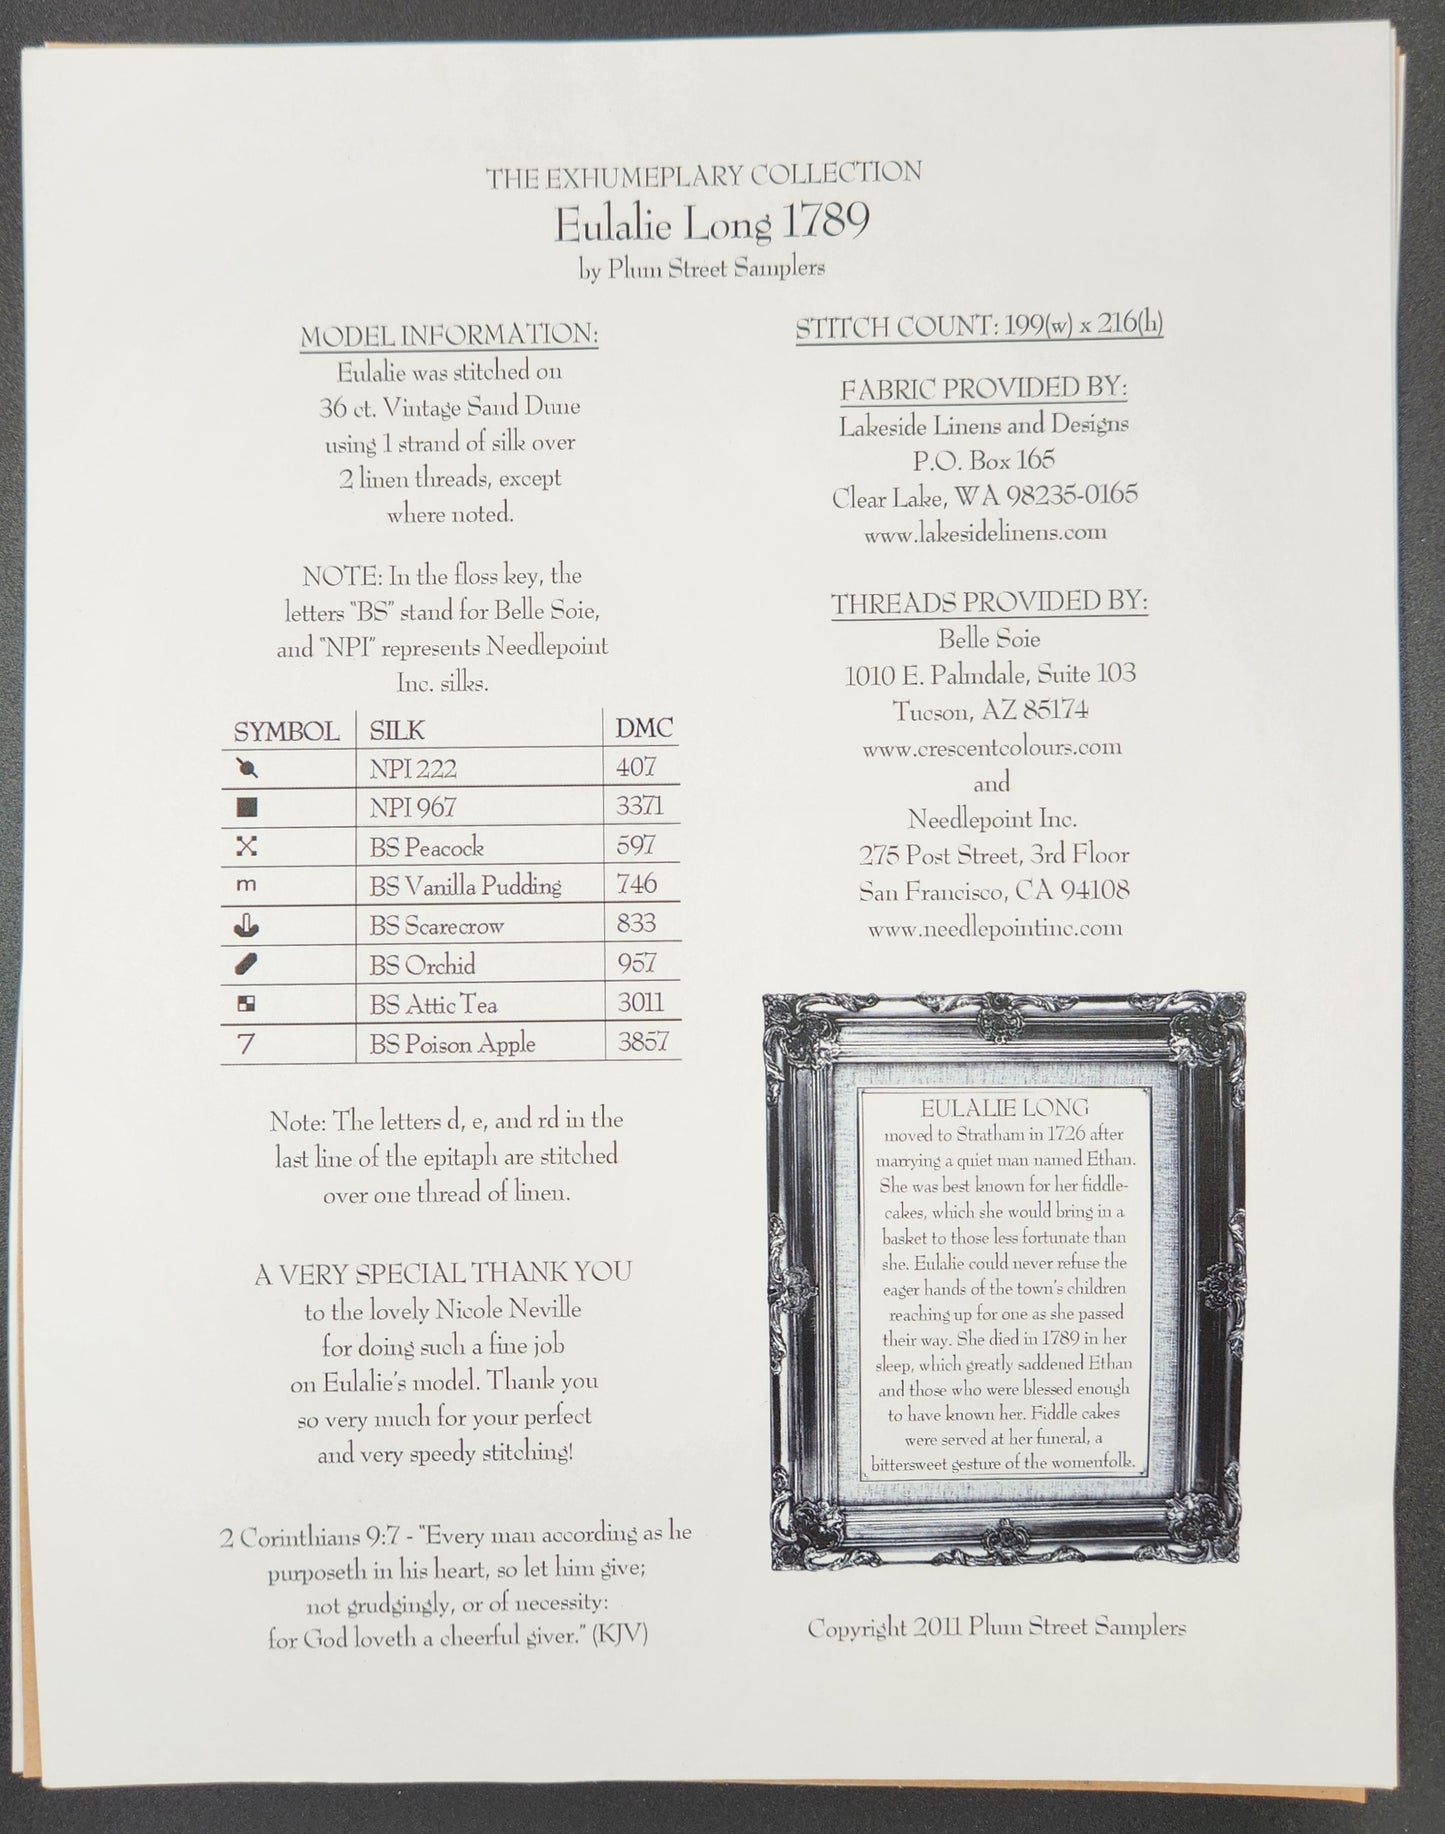 THE EXHUMEPLARY COLLECTION
Eulalie Long 1789
by Plum Street Samplers
MODEL INFORMATION:
Eulalie was stitched on
36 ct. Vintage Sand Dune
using 1 strand of silk over
2 linen threads, except
where noted.
NOTE: In the floss key, the
letters "BS" stand for Belle Soie,
and "NPI" represents Needlepoint
Inc. silks.
SYMBOL SILK DMC
NPI 222 407
NPI 967 3371
BS Peacock 597
m BS Vanilla Pudding 746
BS Scarecrow 833
BS Orchid 957
BS Attic Tea 3011
7 BS Poison Apple 3857
Note: The letters d, e, and rd in the
last line of the epitaph are stitched
over one thread of linen.
A VERY SPECIAL THANK YOU
to the lovely Nicole Neville
for doing such a fine job
on Eulalie's model. Thank you
so very much for your perfect
and very speedy stitching!
2 Corinthians 9:7 - "Every man according as he
purposeth in his heart, so let him give;
not grudgingly, or of necessity:
for God loveth a cheerful giver." (KJV)
STITCH COUNT: 199(w) x 216(h)
FABRIC PROVIDED BY:
Lakeside Linens and Designs
P.O. Box 165
Clear Lake, WA 98235-0165
www.lakesidelinens.com
THREADS PROVIDED BY:
Belle Soie
1010 E. Palmdale, Suite 103
Tucson, AZ 85174
www.crescentcolours.com
and
Needlepoint Inc.
275 Post Street, 3rd Floor
San Francisco, CA 94108
www.needlepointinc.com
EULALIE LONG
moved to Stratham in 1726 after
marrying a quiet man named Ethan.
She was best known for her fiddle-
cakes, which she would bring in a
basket to those less fortunate than
she. Eulalie could never refuse the
eager hands of the town's children
reaching up for one as she passed
their way. She died in 1789 in her
sleep, which greatly saddened Ethan
and those who were blessed enough
to have known her. Fiddle cakes
were served at her funeral, a
bittersweet gesture of the womenfolk.
Copyright 2011 Plum Street Samplers